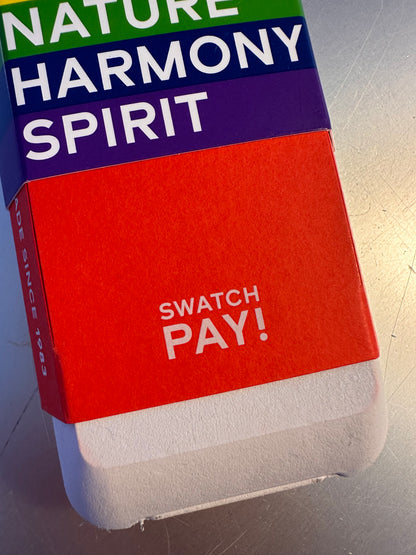 NATURE
HARMONY
SPIRIT
SWATCH
PAY!
ADE SINCE 1983